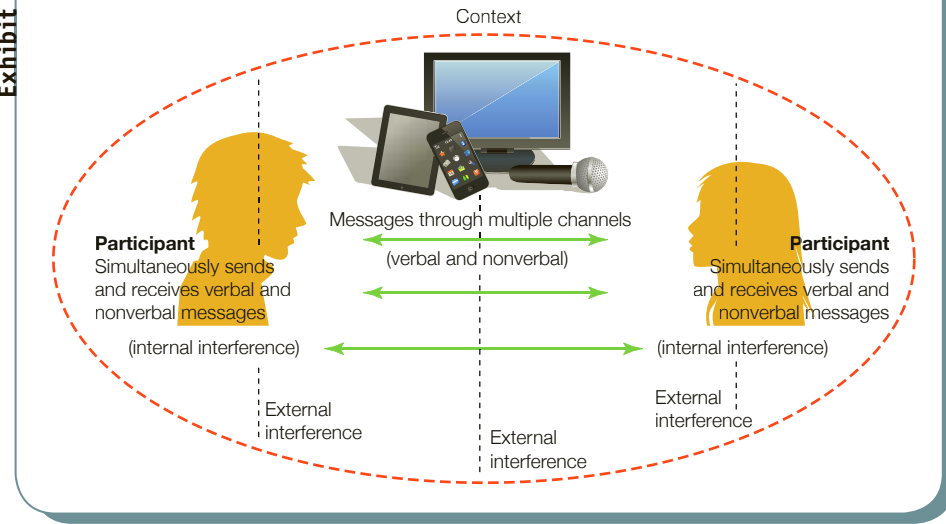 Exhibit
Context
Messages through multiple channels
(verbal and nonverbal)
Participant
Simultaneously sends
and receives verbal and
nonverbal messages
(internal interference)
Participant
Simultaneously sends
and receives verbal and
nonverbal messages
(internal interference)
External
interference
External
interference
External
interference